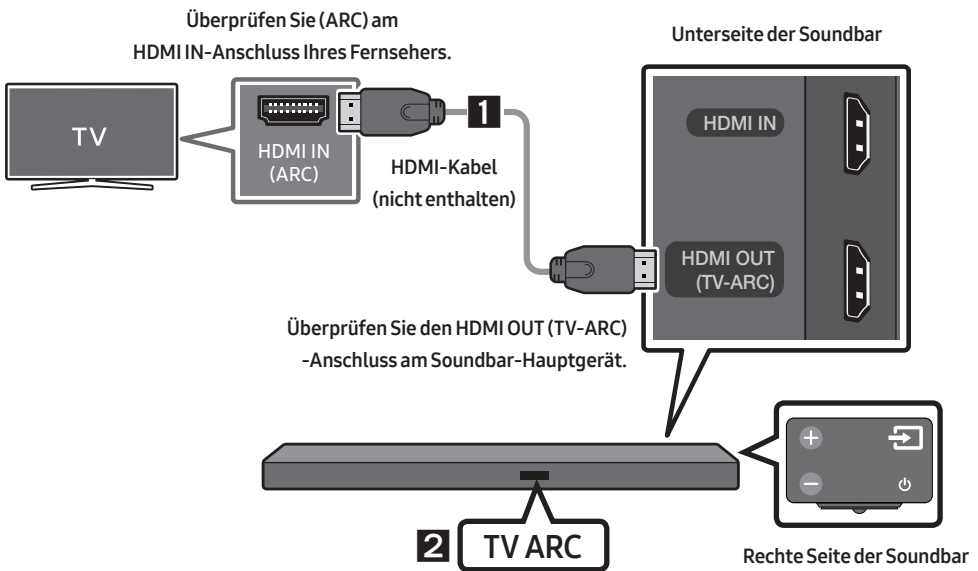 Überprüfen Sie (ARC) am
HDMI IN-Anschluss Ihres Fernsehers.
Unterseite der Soundbar
TV
HDMI IN
(ARC)
1
HDMI-Kabel
(nicht enthalten)
HDMI IN
HDMI OUT
(TV-ARC)
Überprüfen Sie den HDMI OUT (TV-ARC)
-Anschluss am Soundbar-Hauptgerät.
2 TV ARC
Rechte Seite der Soundbar